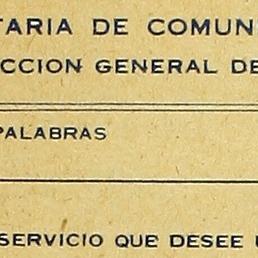 TARIA DE COMUN
CCION GENERAL DE
PALABRAS
SERVICIO QUE DESEE